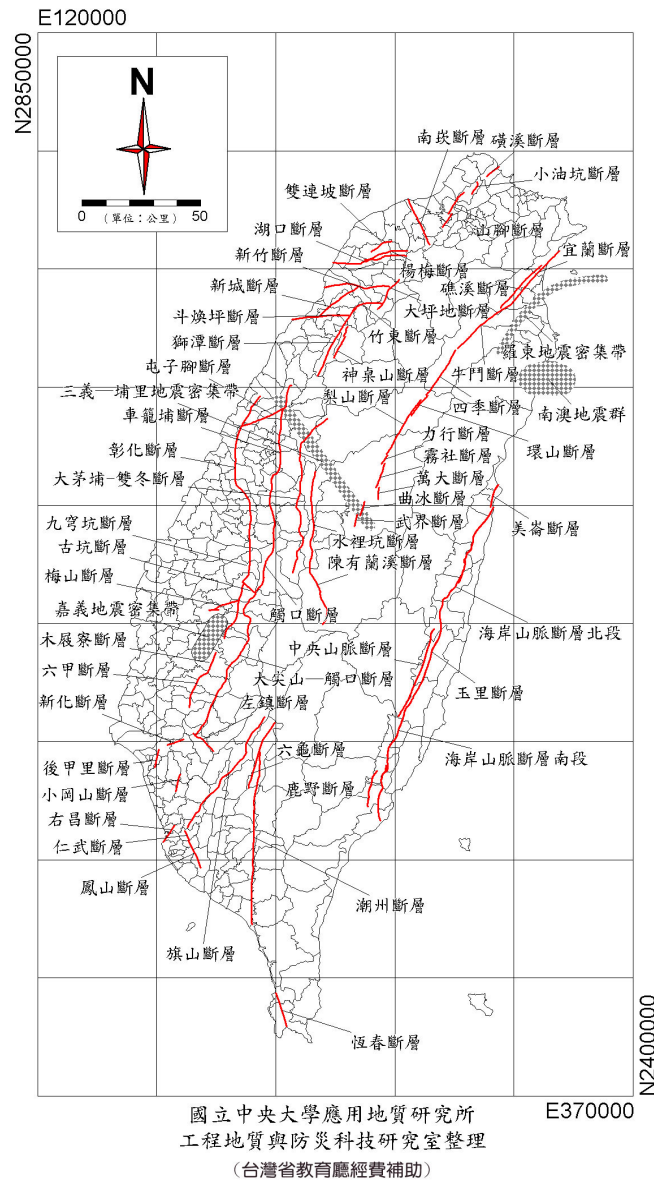 E120000
N2850000
N
0 (單位:公里) 50
南崁斷層
磺溪斷層
小油坑斷層
雙連坡斷層
山腳斷層
湖口斷層
宜蘭斷層
新竹斷層
楊梅斷層
礁溪斷層
新城斷層
大坪地斷層
斗煥坪斷層
竹東斷層
獅潭斷層
羅東地震密集帶
屯子腳斷層
神桌山斷層
牛鬥斷層
三義—埔里地震密集帶
梨山斷層
四季斷層
南澳地震群
車籠埔斷層
力行斷層
環山斷層
彰化斷層
霧社斷層
大茅埔-雙冬斷層
萬大斷層
曲冰斷層
九芎坑斷層
武界斷層
美崙斷層
古坑斷層
水裡坑斷層
陳有蘭溪斷層
梅山斷層
嘉義地震密集帶
觸口斷層
海岸山脈斷層北段
木屐寮斷層
中央山脈斷層
六甲斷層
大尖山—觸口斷層
玉里斷層
新化斷層
左鎮斷層
六龜斷層
海岸山脈斷層南段
後甲里斷層
鹿野斷層
小岡山斷層
右昌斷層
仁武斷層
鳳山斷層
潮州斷層
旗山斷層
恆春斷層
N2400000
E370000
國立中央大學應用地質研究所
工程地質與防災科技研究室整理
(台灣省教育廳經費補助)